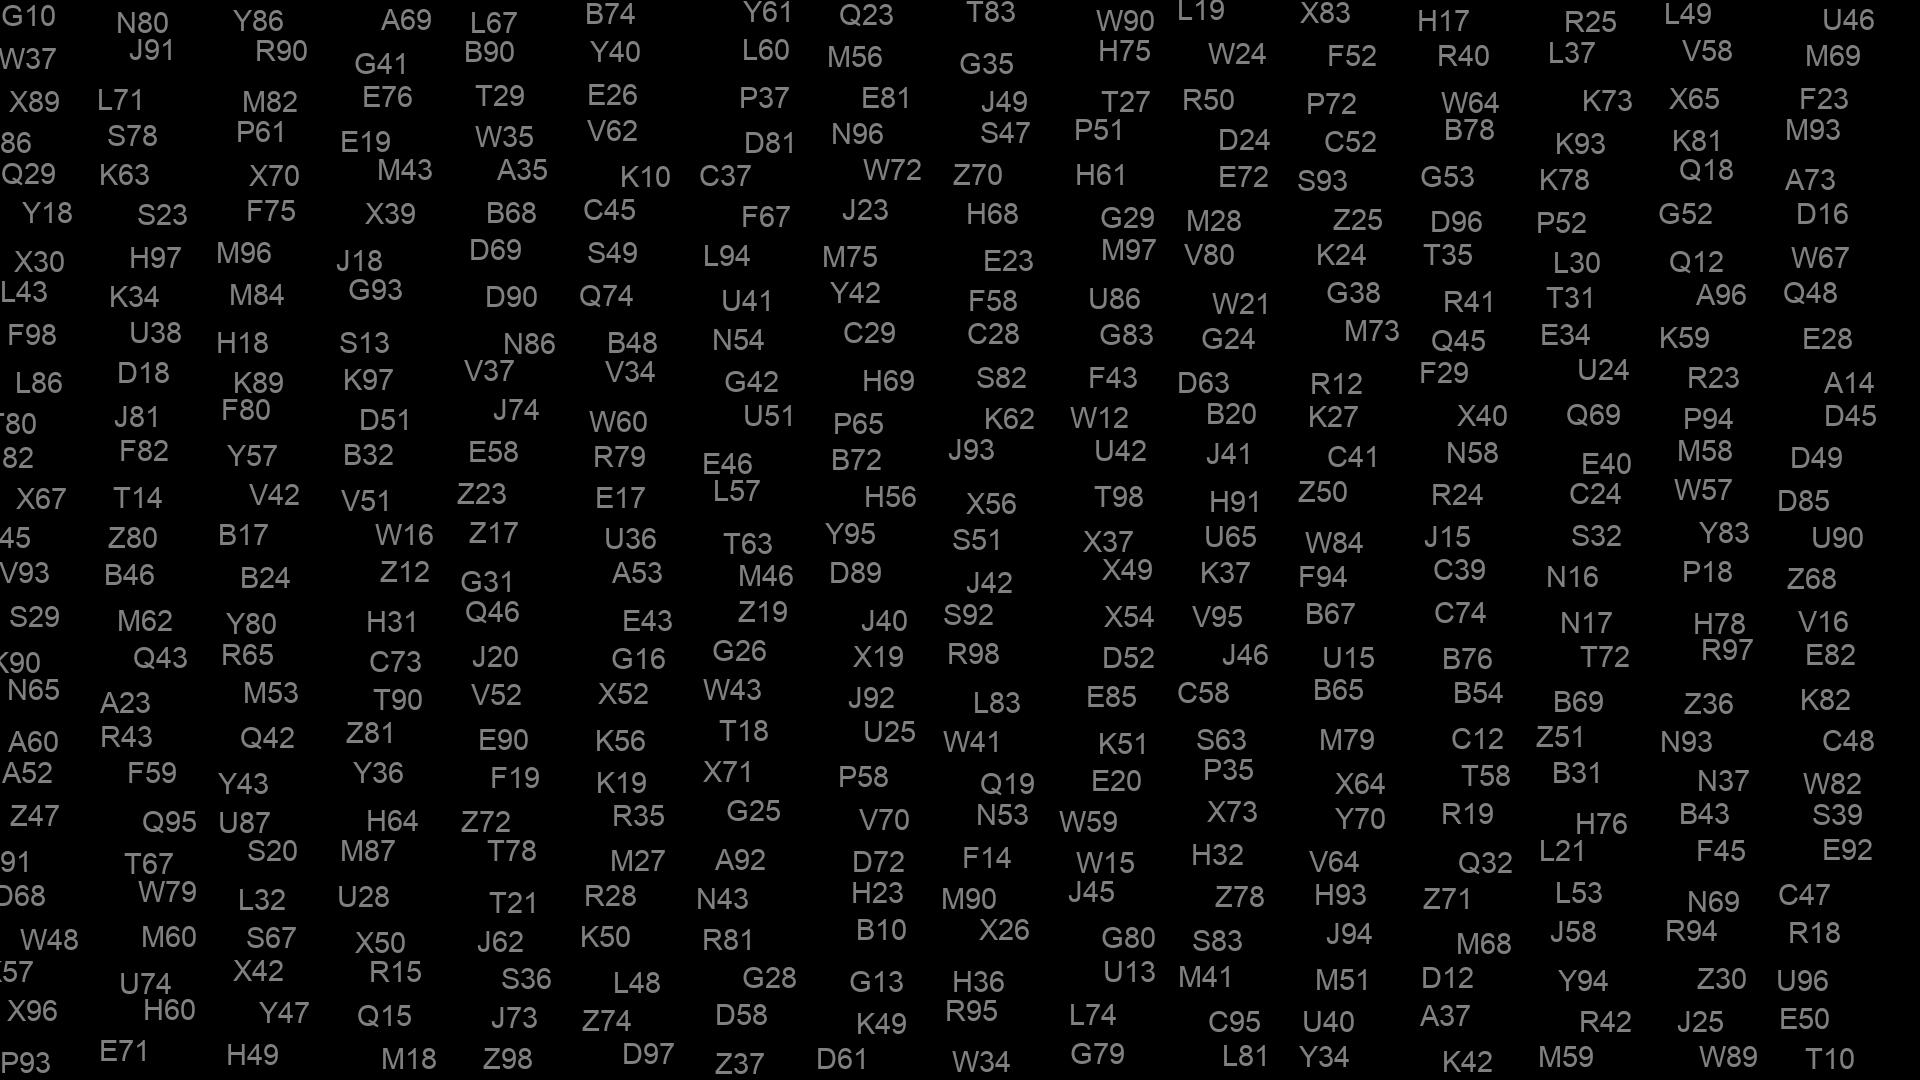 G10 N80 Y86 A69 L67 B74 Y61 Q23 T83 W90 L19 X83 H17 R25 L49 U46
W37 J91 R90 G41 B90 Y40 L60 M56 G35 H75 W24 F52 R40 L37 V58 M69
X89 L71 M82 E76 T29 E26 P37 E81 J49 T27 R50 P72 W64 K73 X65 F23
86 S78 P61 E19 W35 V62 D81 N96 S47 P51 D24 C52 B78 K93 K81 M93
Q29 K63 X70 M43 A35 K10 C37 W72 Z70 H61 E72 S93 G53 K78 Q18 A73
Y18 S23 F75 X39 B68 C45 F67 J23 H68 G29 M28 Z25 D96 P52 G52 D16
X30 H97 M96 J18 D69 S49 L94 M75 E23 M97 V80 K24 T35 L30 Q12 W67
L43 K34 M84 G93 D90 Q74 U41 Y42 F58 U86 W21 G38 R41 T31 A96 Q48
F98 U38 H18 S13 N86 B48 N54 C29 C28 G83 G24 M73 Q45 E34 K59 E28
L86 D18 K89 K97 V37 V34 G42 H69 S82 F43 D63 R12 F29 U24 R23 A14
T80 J81 F80 D51 J74 W60 U51 P65 K62 W12 B20 K27 X40 Q69 P94 D45
82 F82 Y57 B32 E58 R79 E46 B72 J93 U42 J41 C41 N58 E40 M58 D49
X67 T14 V42 V51 Z23 E17 L57 H56 X56 T98 H91 Z50 R24 C24 W57 D85
45 Z80 B17 W16 Z17 U36 T63 Y95 S51 X37 U65 W84 J15 S32 Y83 U90
V93 B46 B24 Z12 G31 A53 M46 D89 J42 X49 K37 F94 C39 N16 P18 Z68
S29 M62 Y80 H31 Q46 E43 Z19 J40 S92 X54 V95 B67 C74 N17 H78 V16
K90 Q43 R65 C73 J20 G16 G26 X19 R98 D52 J46 U15 B76 T72 R97 E82
N65 A23 M53 T90 V52 X52 W43 J92 L83 E85 C58 B65 B54 B69 Z36 K82
A60 R43 Q42 Z81 E90 K56 T18 U25 W41 K51 S63 M79 C12 Z51 N93 C48
A52 F59 Y43 Y36 F19 K19 X71 P58 Q19 E20 P35 X64 T58 B31 N37 W82
Z47 Q95 U87 H64 Z72 R35 G25 V70 N53 W59 X73 Y70 R19 H76 B43 S39
91 T67 S20 M87 T78 M27 A92 D72 F14 W15 H32 V64 Q32 L21 F45 E92
D68 W79 L32 U28 T21 R28 N43 H23 M90 J45 Z78 H93 Z71 L53 N69 C47
W48 M60 S67 X50 J62 K50 R81 B10 X26 G80 S83 J94 M68 J58 R94 R18
57 U74 X42 R15 S36 L48 G28 G13 H36 U13 M41 M51 D12 Y94 Z30 U96
X96 H60 Y47 Q15 J73 Z74 D58 K49 R95 L74 C95 U40 A37 R42 J25 E50
P93 E71 H49 M18 Z98 D97 Z37 D61 W34 G79 L81 Y34 K42 M59 W89 T10